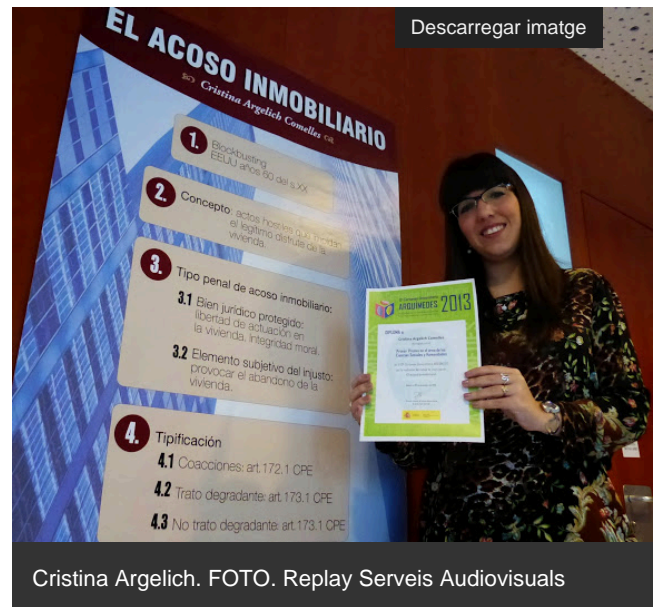 Descarregar imatge
EL ACOSO INMOBILIARIO
Cristina Argelich Comelles
1. Blockbusting
EEUU años 60 del s.XX
2. Concepto: actos hostiles que impidan
el legítimo disfrute de la
vivienda.
3. Tipo penal de acoso inmobiliario:
3.1 Bien jurídico protegido:
libertad de actuación en
la vivienda. Integridad moral.
3.2 Elemento subjetivo del injusto:
provocar el abandono de la
vivienda.
4. Tipificación
4.1 Coacciones: art.172.1 CPE
4.2 Trato degradante: art.173.1 CPE
4.3 No trato degradante: art.173.1 CPE
ARQUÍMEDES 2013
Cristina Argelich Comelles
Cristina Argelich. FOTO. Replay Serveis Audiovisuals